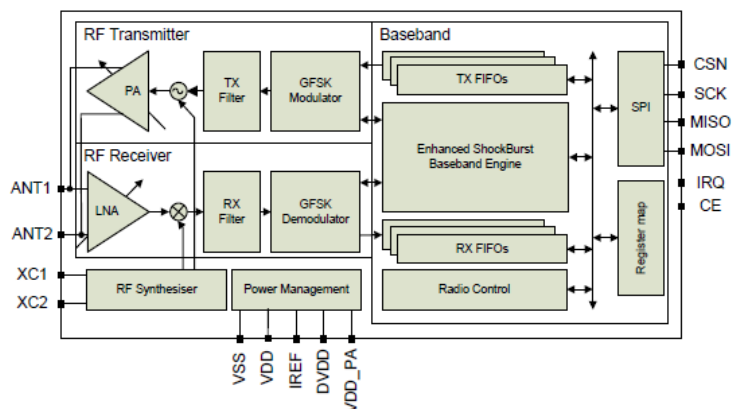 RF Transmitter
Baseband
PA
TX
Filter
GFSK
Modulator
TX FIFOs
SPI
CSN
SCK
MISO
MOSI
Enhanced ShockBurst
Baseband Engine
RF Receiver
ANT1
LNA
ANT2
RX
Filter
GFSK
Demodulator
RX FIFOs
Register map
IRQ
CE
XC1
XC2
RF Synthesiser
Power Management
Radio Control
VSS
VDD
IREF
DVDD
VDD_PA